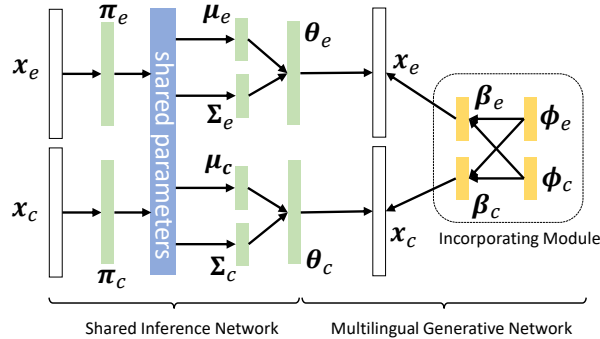 π_e
μ_e
θ_e
x_e
x_e
β_e
ϕ_e
Σ_e
shared parameters
ϕ_c
μ_c
β_c
x_c
x_c
Incorporating Module
π_c
Σ_c
θ_c
Shared Inference Network
Multilingual Generative Network